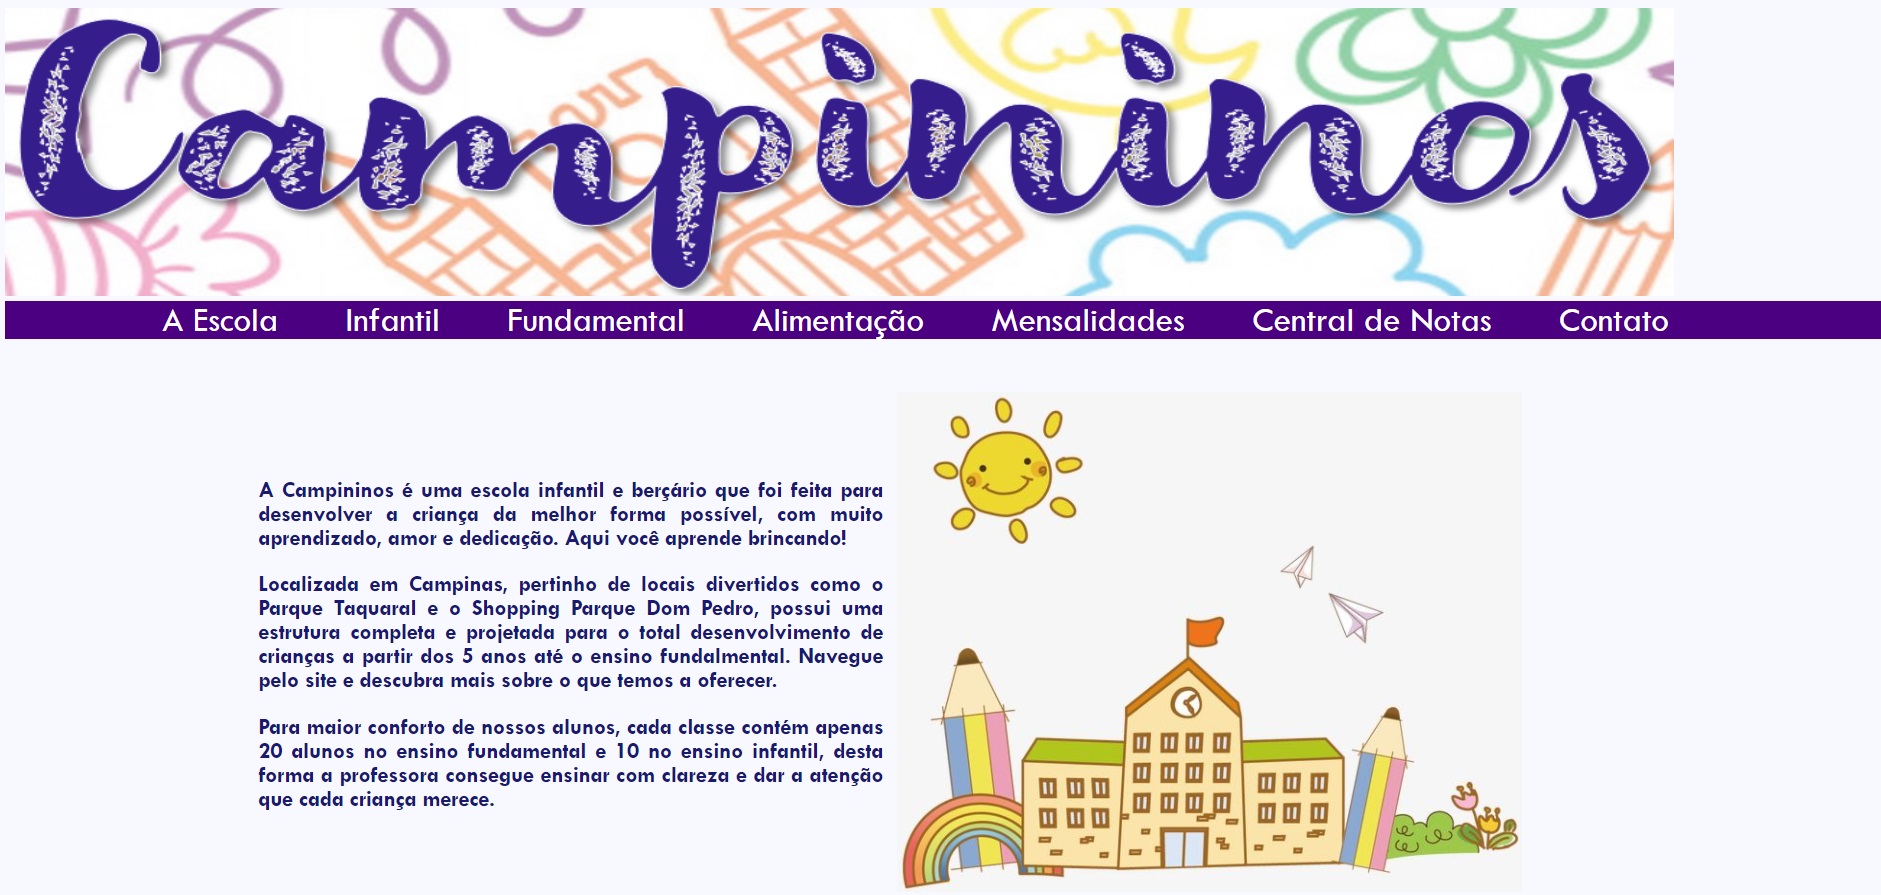 Campininos
A Escola Infantil Fundamental Alimentação Mensalidades Central de Notas Contato
A Campininos é uma escola infantil e berçário que foi feita para
desenvolver a criança da melhor forma possível, com muito
aprendizado, amor e dedicação. Aqui você aprende brincando!
Localizada em Campinas, pertinho de locais divertidos como o
Parque Taquaral e o Shopping Parque Dom Pedro, possui uma
estrutura completa e projetada para o total desenvolvimento de
crianças a partir dos 5 anos até o ensino fundalmental. Navegue
pelo site e descubra mais sobre o que temos a oferecer.
Para maior conforto de nossos alunos, cada classe contém apenas
20 alunos no ensino fundamental e 10 no ensino infantil, desta
forma a professora consegue ensinar com clareza e dar a atenção
que cada criança merece.